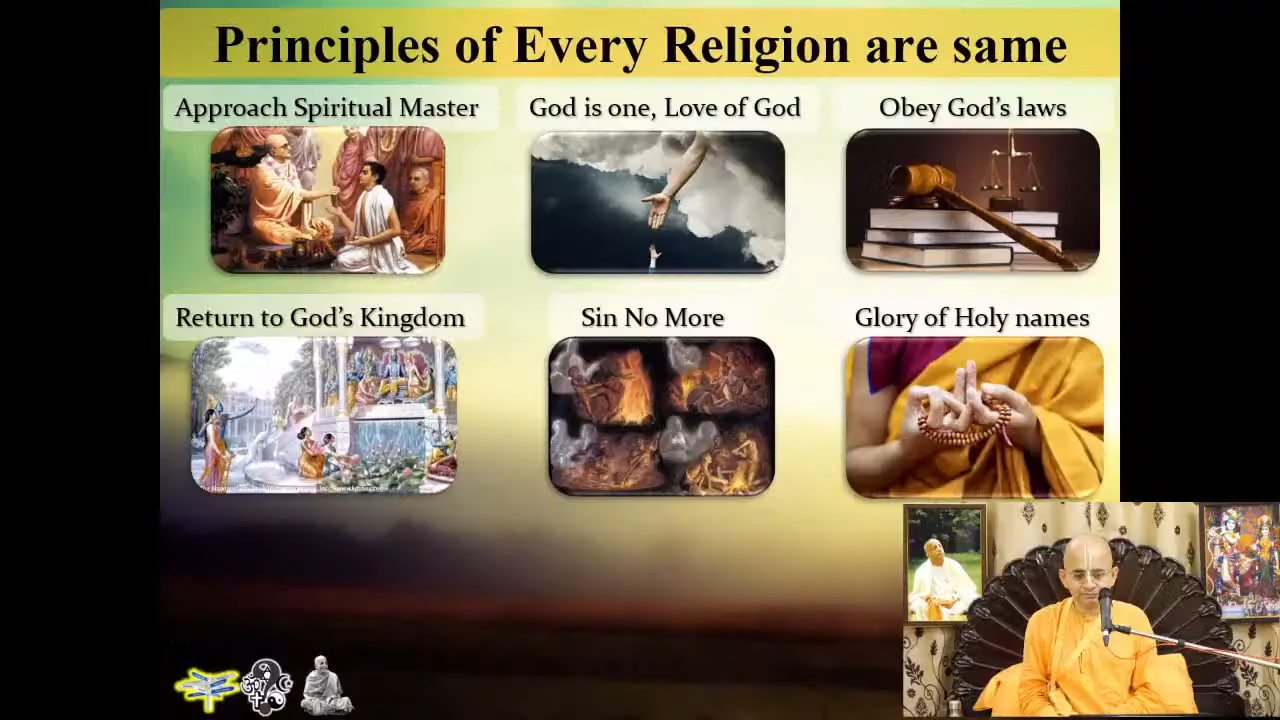 Principles of Every Religion are same
Approach Spiritual Master
God is one, Love of God
Obey God's laws
Return to God's Kingdom
Sin No More
Glory of Holy names